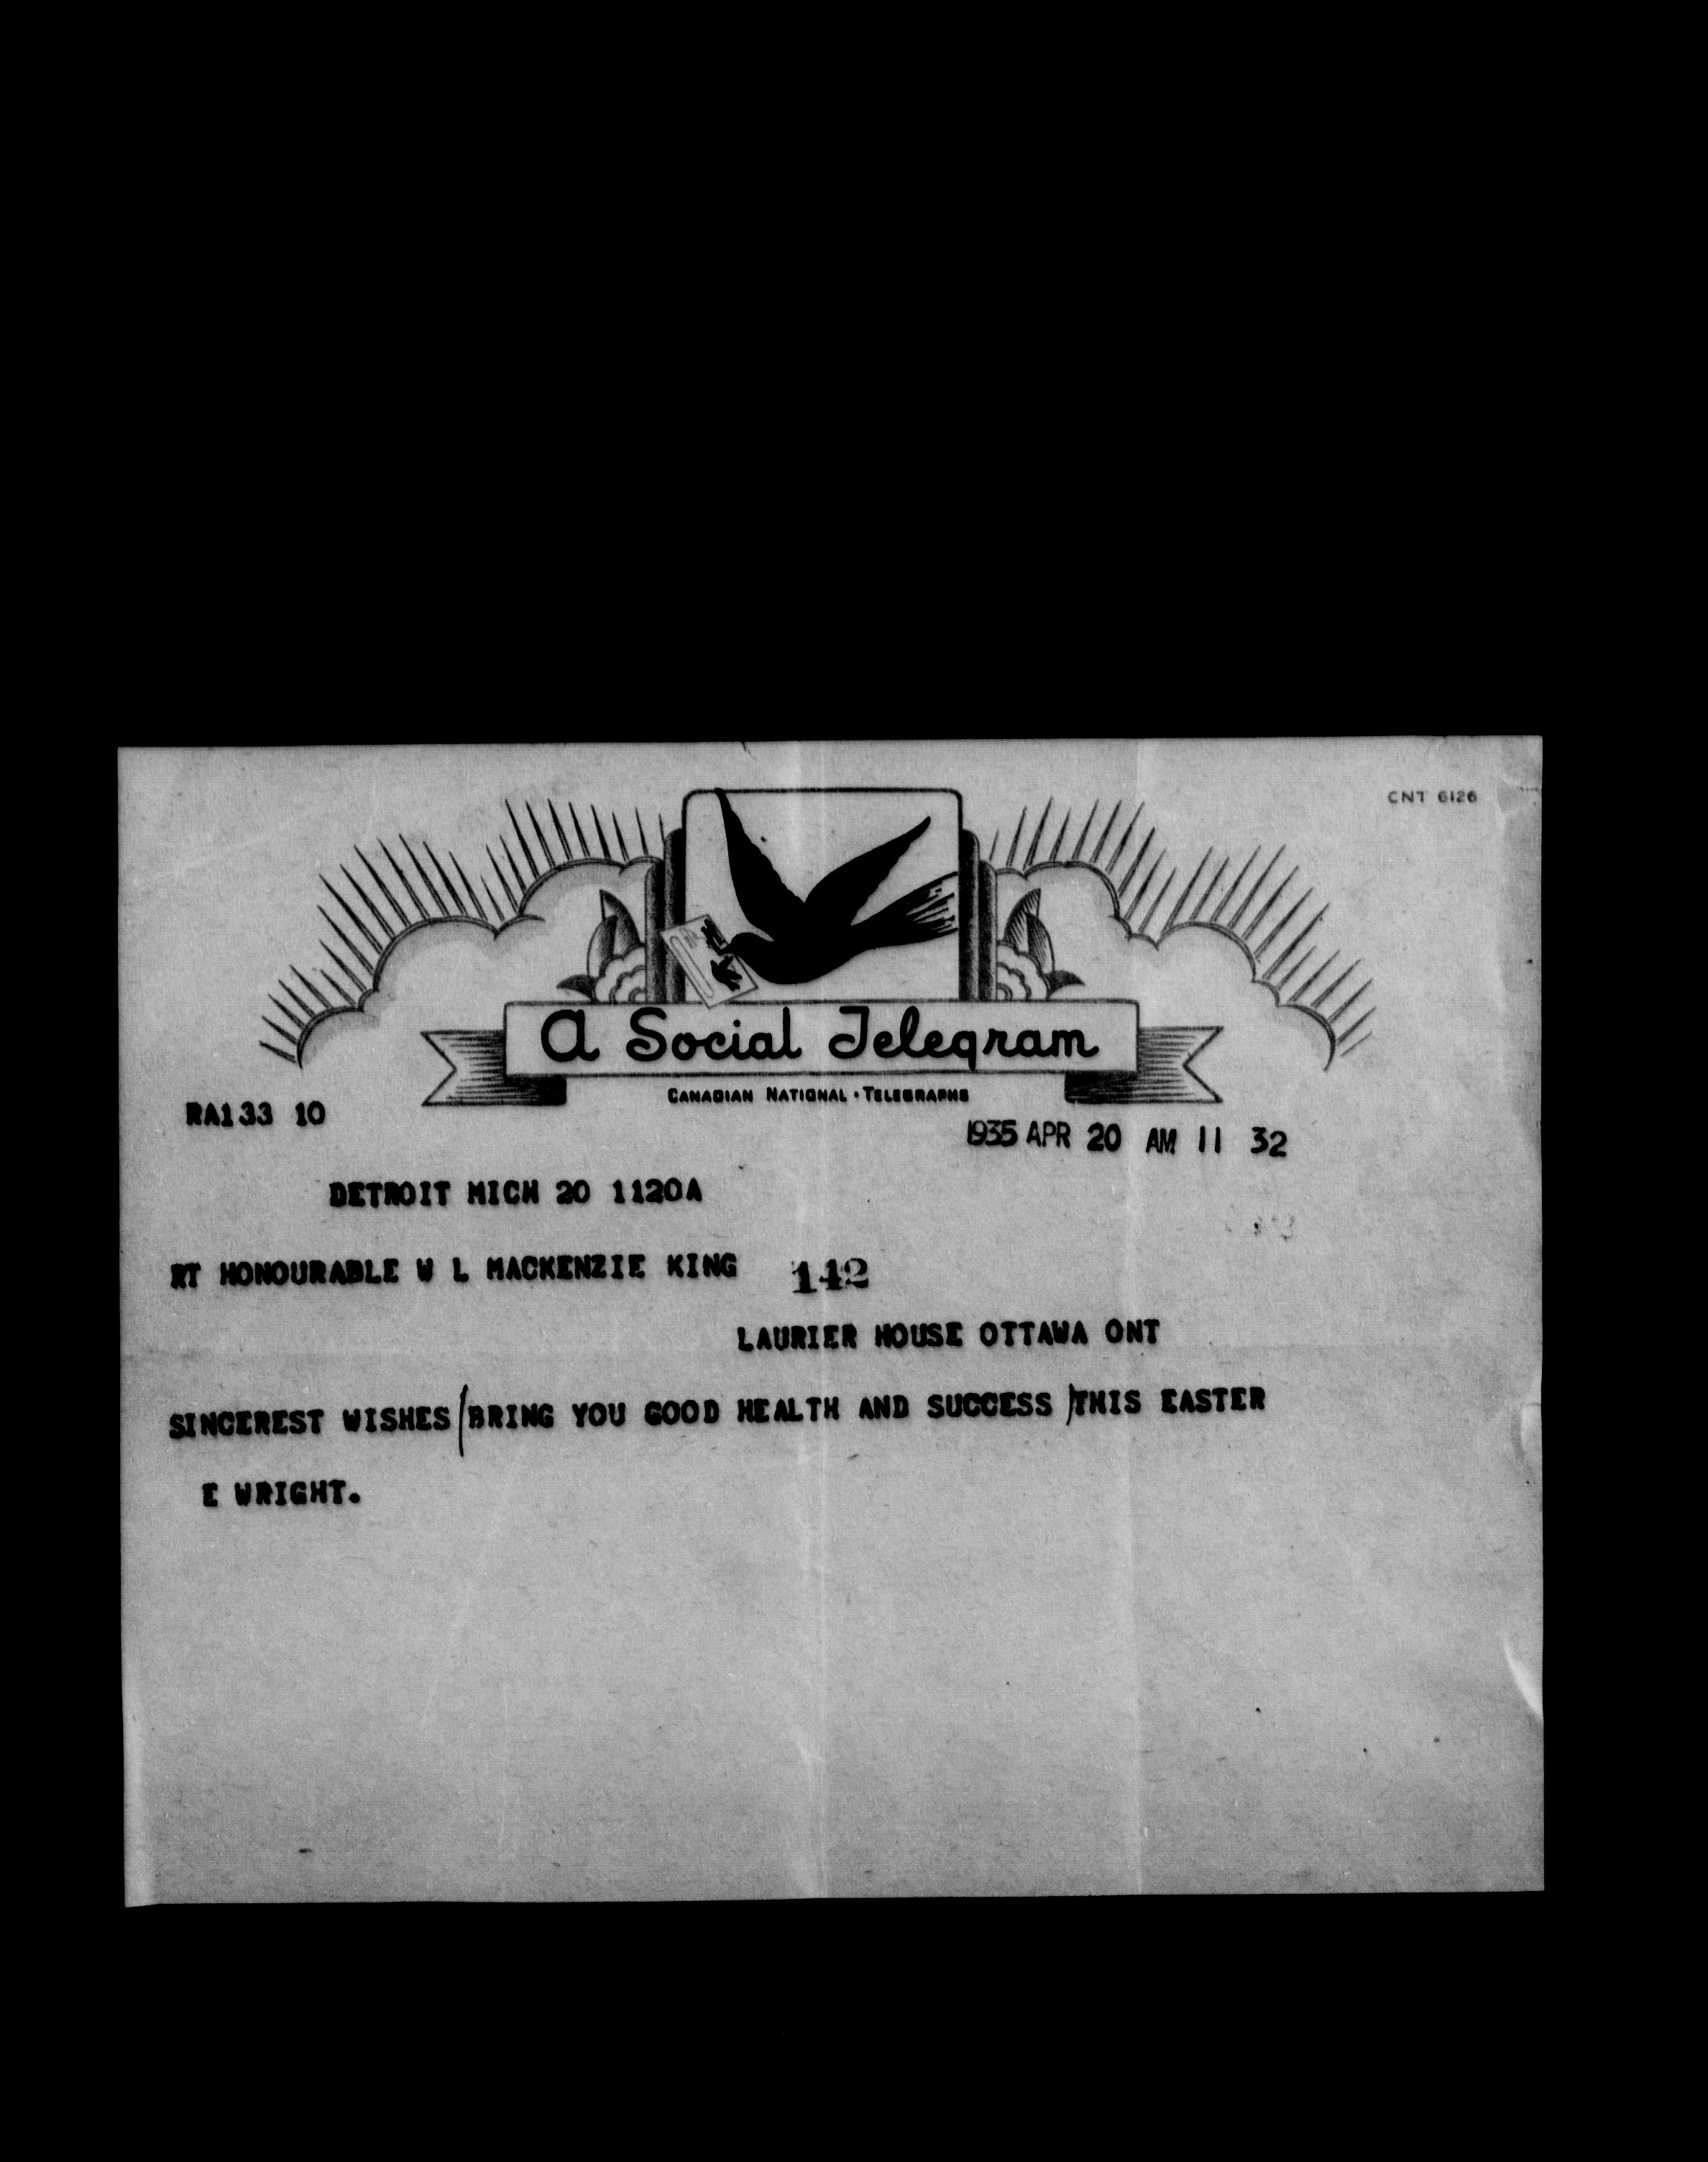 CNT 6126
A Social Telegram
CANADIAN NATIONAL • TELEGRAPHS
RA133 10
1935 APR 20 AM 11 32
DETROIT MICH 20 1120A
RT HONOURABLE W L MACKENZIE KING 142
LAURIER HOUSE OTTAWA ONT
SINCEREST WISHES BRING YOU GOOD HEALTH AND SUCCESS THIS EASTER
E WRIGHT.